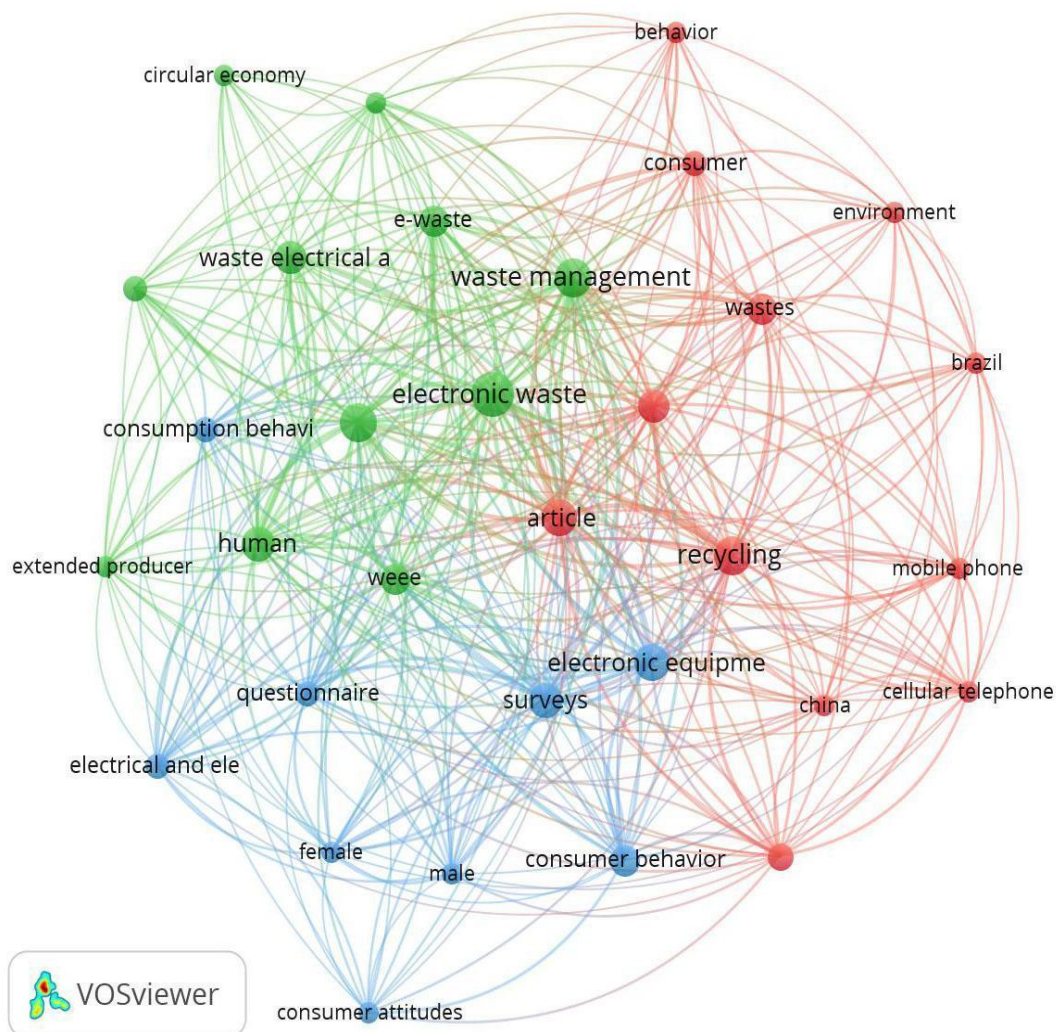 behavior
circular economy
consumer
e-waste
environment
waste electrical a
waste management
wastes
brazil
electronic waste
consumption behavi
article
human
recycling
extended producer
weee
mobile phone
electronic equipme
questionnaire
surveys
cellular telephone
china
electrical and ele
female
male
consumer behavior
VOSviewer
consumer attitudes